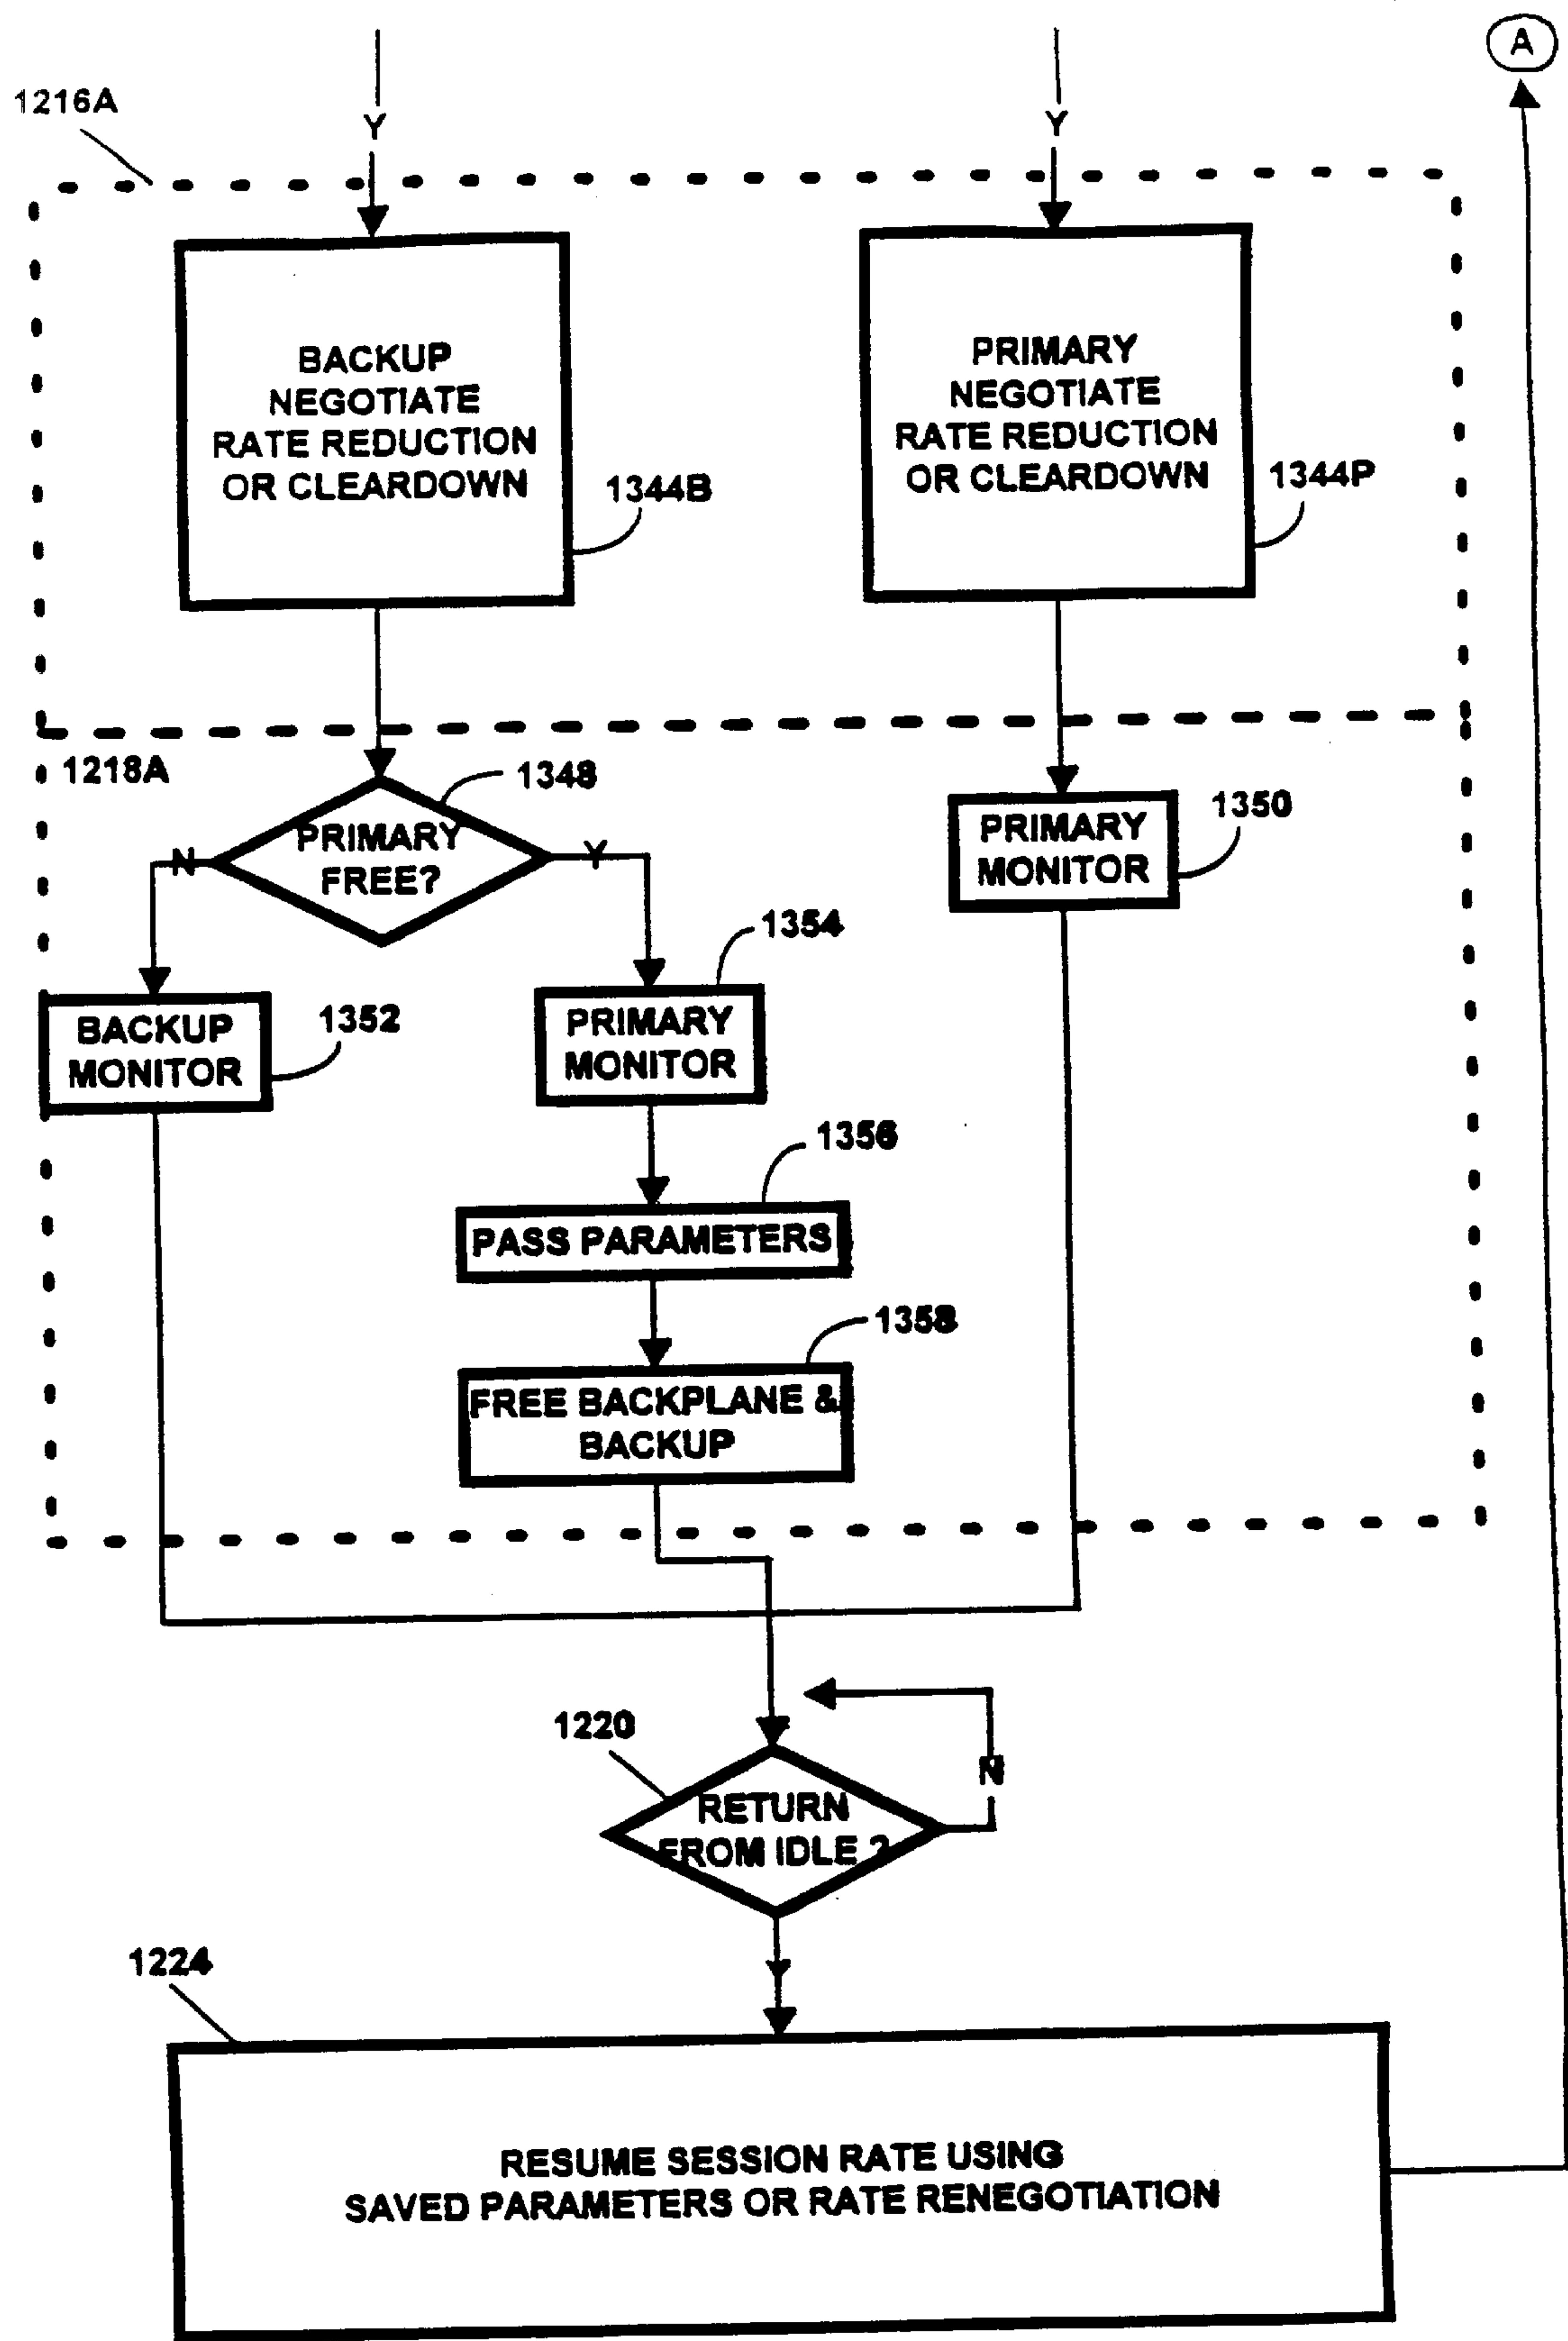 A
1216A
Y
Y
BACKUP
NEGOTIATE
RATE REDUCTION
OR CLEARDOWN
1344B
PRIMARY
NEGOTIATE
RATE REDUCTION
OR CLEARDOWN
1344P
1218A
1348
PRIMARY
FREE?
N
Y
PRIMARY
MONITOR
1350
1354
BACKUP
MONITOR
1352
PRIMARY
MONITOR
1356
PASS PARAMETERS
1358
FREE BACKPLANE &
BACKUP
1220
N
RETURN
FROM IDLE ?
Y
1224
RESUME SESSION RATE USING
SAVED PARAMETERS OR RATE RENEGOTIATION